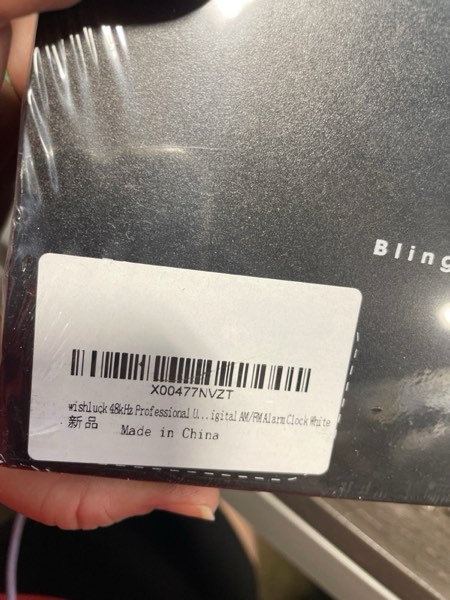 Bling
X00477NVZT
wishluck 48kHz Professional U...igital AM/FM Alarm Clock White
新品
Made in China